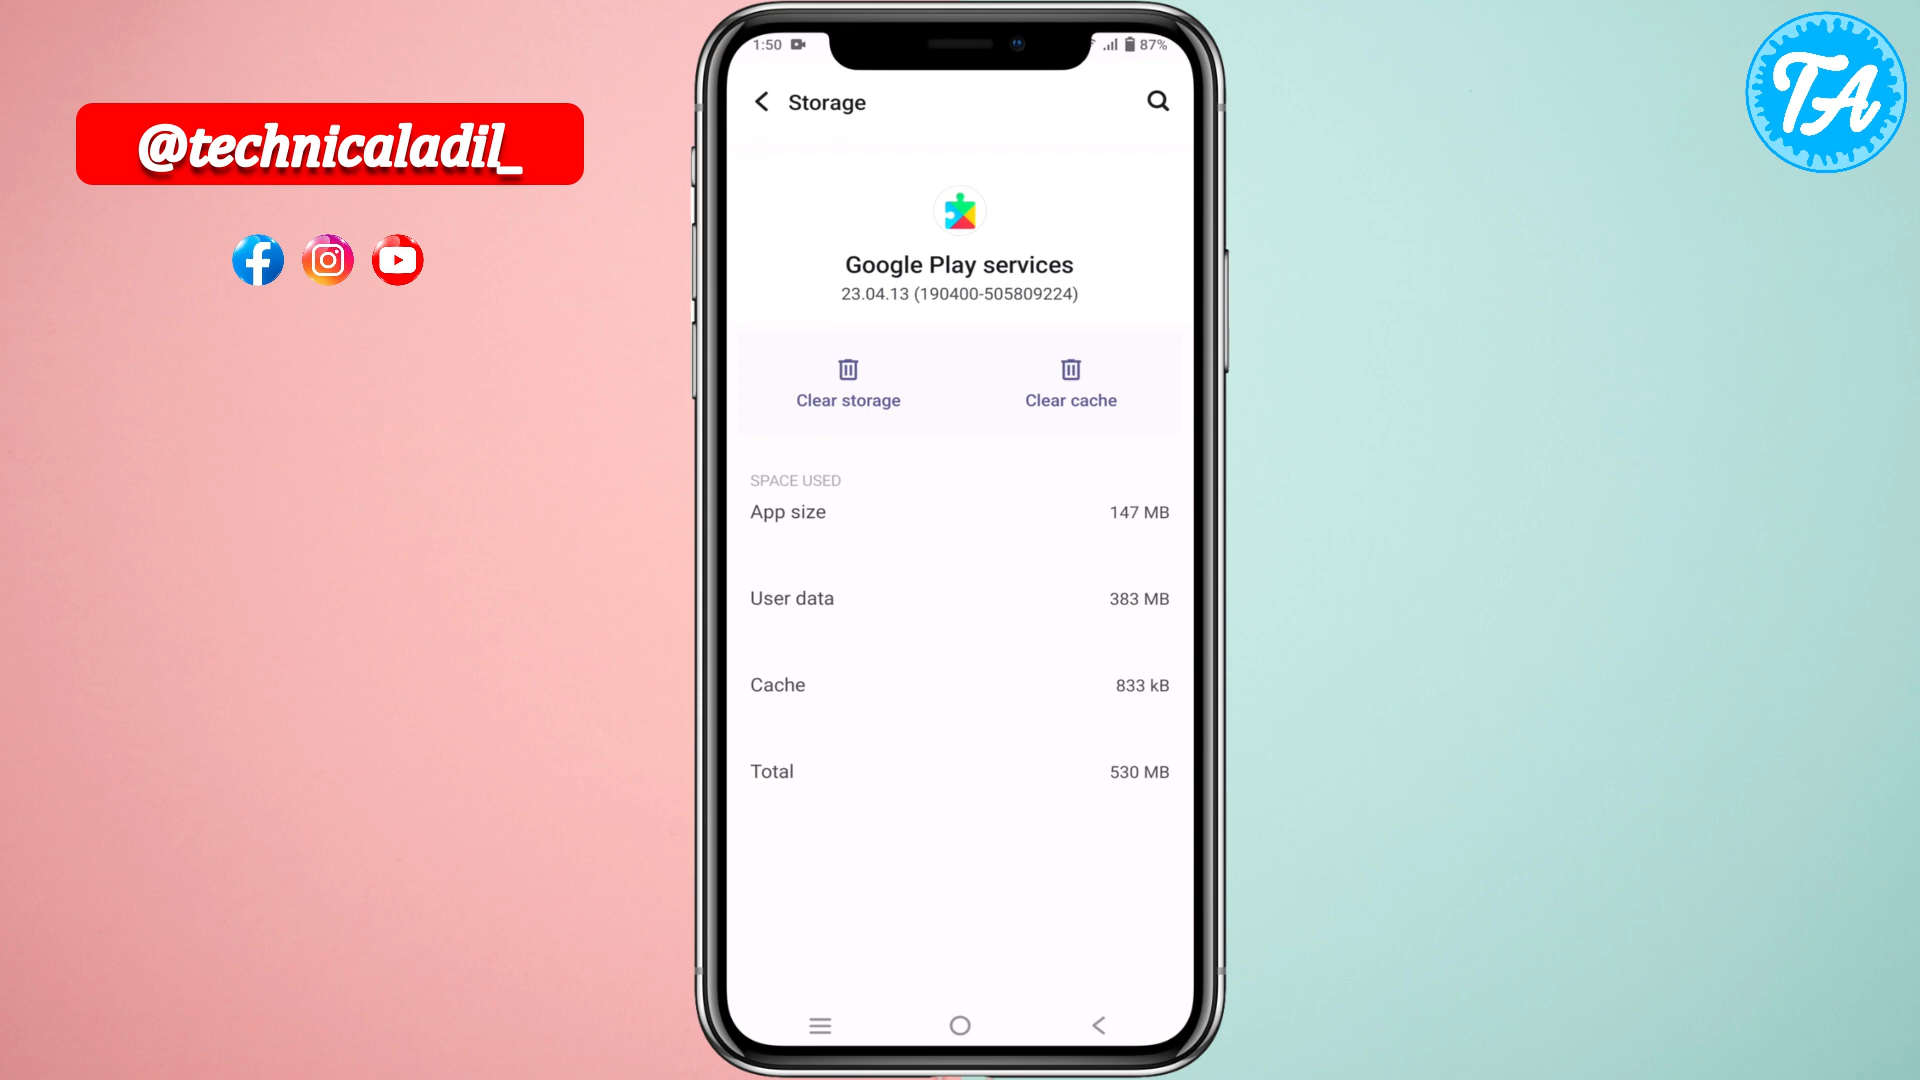 @technicaladil_
TA
1:50
87%
Storage
Google Play services
23.04.13 (190400-505809224)
Clear storage
Clear cache
SPACE USED
App size
147 MB
User data
383 MB
Cache
833 kB
Total
530 MB